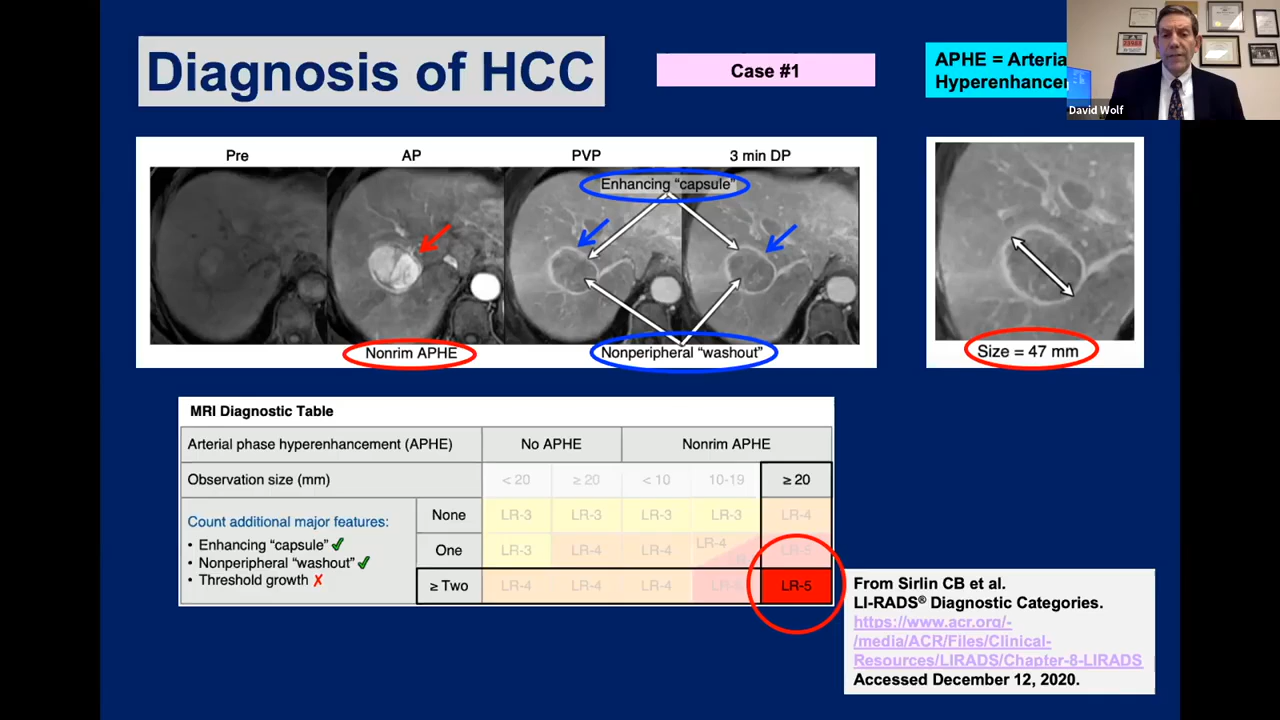 Diagnosis of HCC
Case #1
APHE = Arteria
Hyperenhancer
David Wolf
Pre
AP
PVP
3 min DP
Enhancing "capsule"
Nonrim APHE
Nonperipheral "washout"
Size = 47 mm
MRI Diagnostic Table
Arterial phase hyperenhancement (APHE) No APHE Nonrim APHE
Observation size (mm) < 20 ≥ 20 < 10 10-19 ≥ 20
Count additional major features:
• Enhancing "capsule" ✓
• Nonperipheral "washout" ✓
• Threshold growth ✗
None LR-3 LR-3 LR-3 LR-3 LR-4
One LR-3 LR-4 LR-4 LR-4 LR-5
≥ Two LR-4 LR-4 LR-4 LR-5
From Sirlin CB et al.
LI-RADS® Diagnostic Categories.
https://www.acr.org/-
/media/ACR/Files/Clinical-
Resources/LIRADS/Chapter-8-LIRADS
Accessed December 12, 2020.